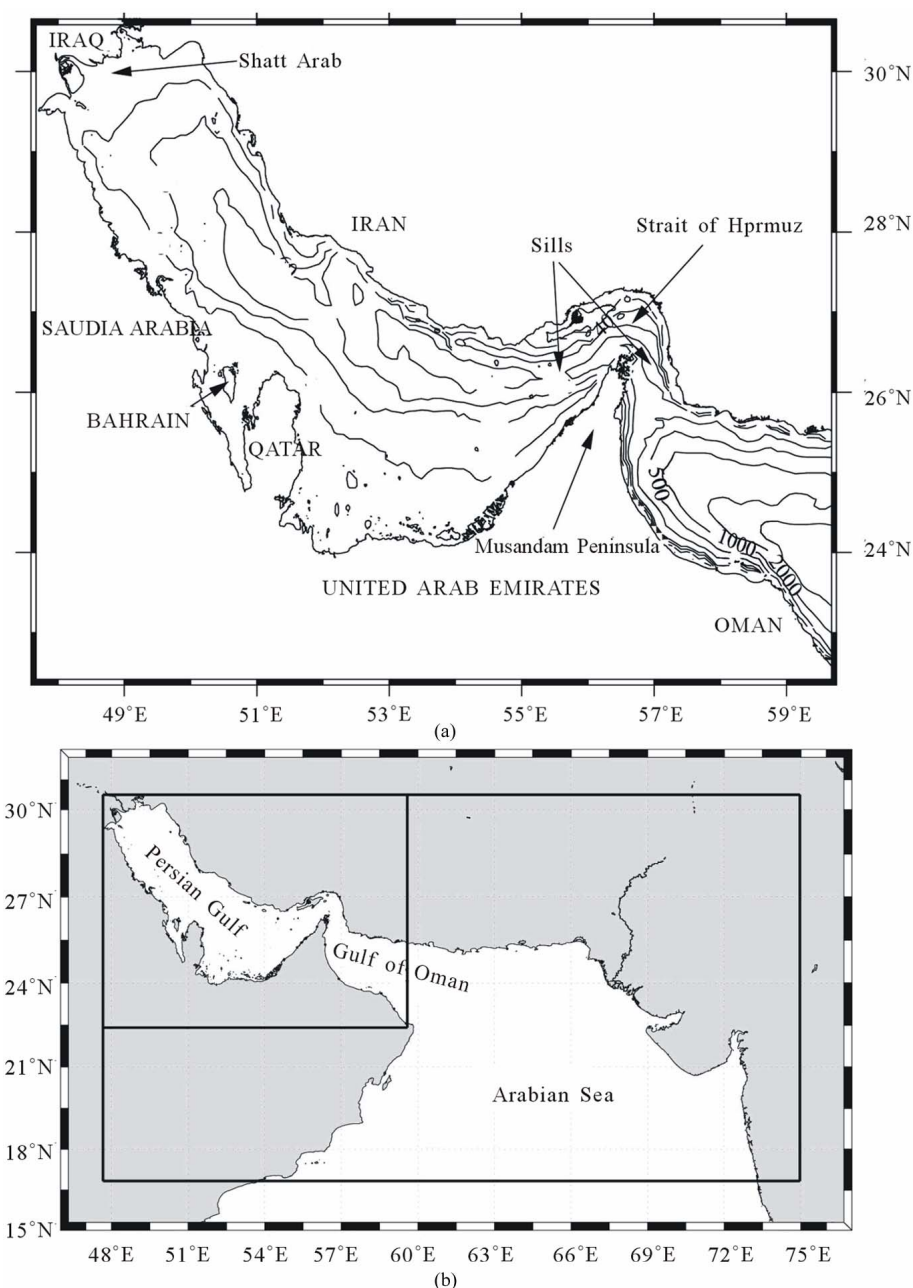 IRAQ
Shatt Arab
30°N
IRAN
28°N
Strait of Hprmuz
Sills
SAUDIA ARABIA
26°N
BAHRAIN
QATAR
500
Musandam Peninsula
1000
2000
24°N
UNITED ARAB EMIRATES
OMAN
49°E 51°E 53°E 55°E 57°E 59°E
(a)
30°N
Persian Gulf
27°N
Gulf of Oman
24°N
21°N
Arabian Sea
18°N
15°N
48°E 51°E 54°E 57°E 60°E 63°E 66°E 69°E 72°E 75°E
(b)